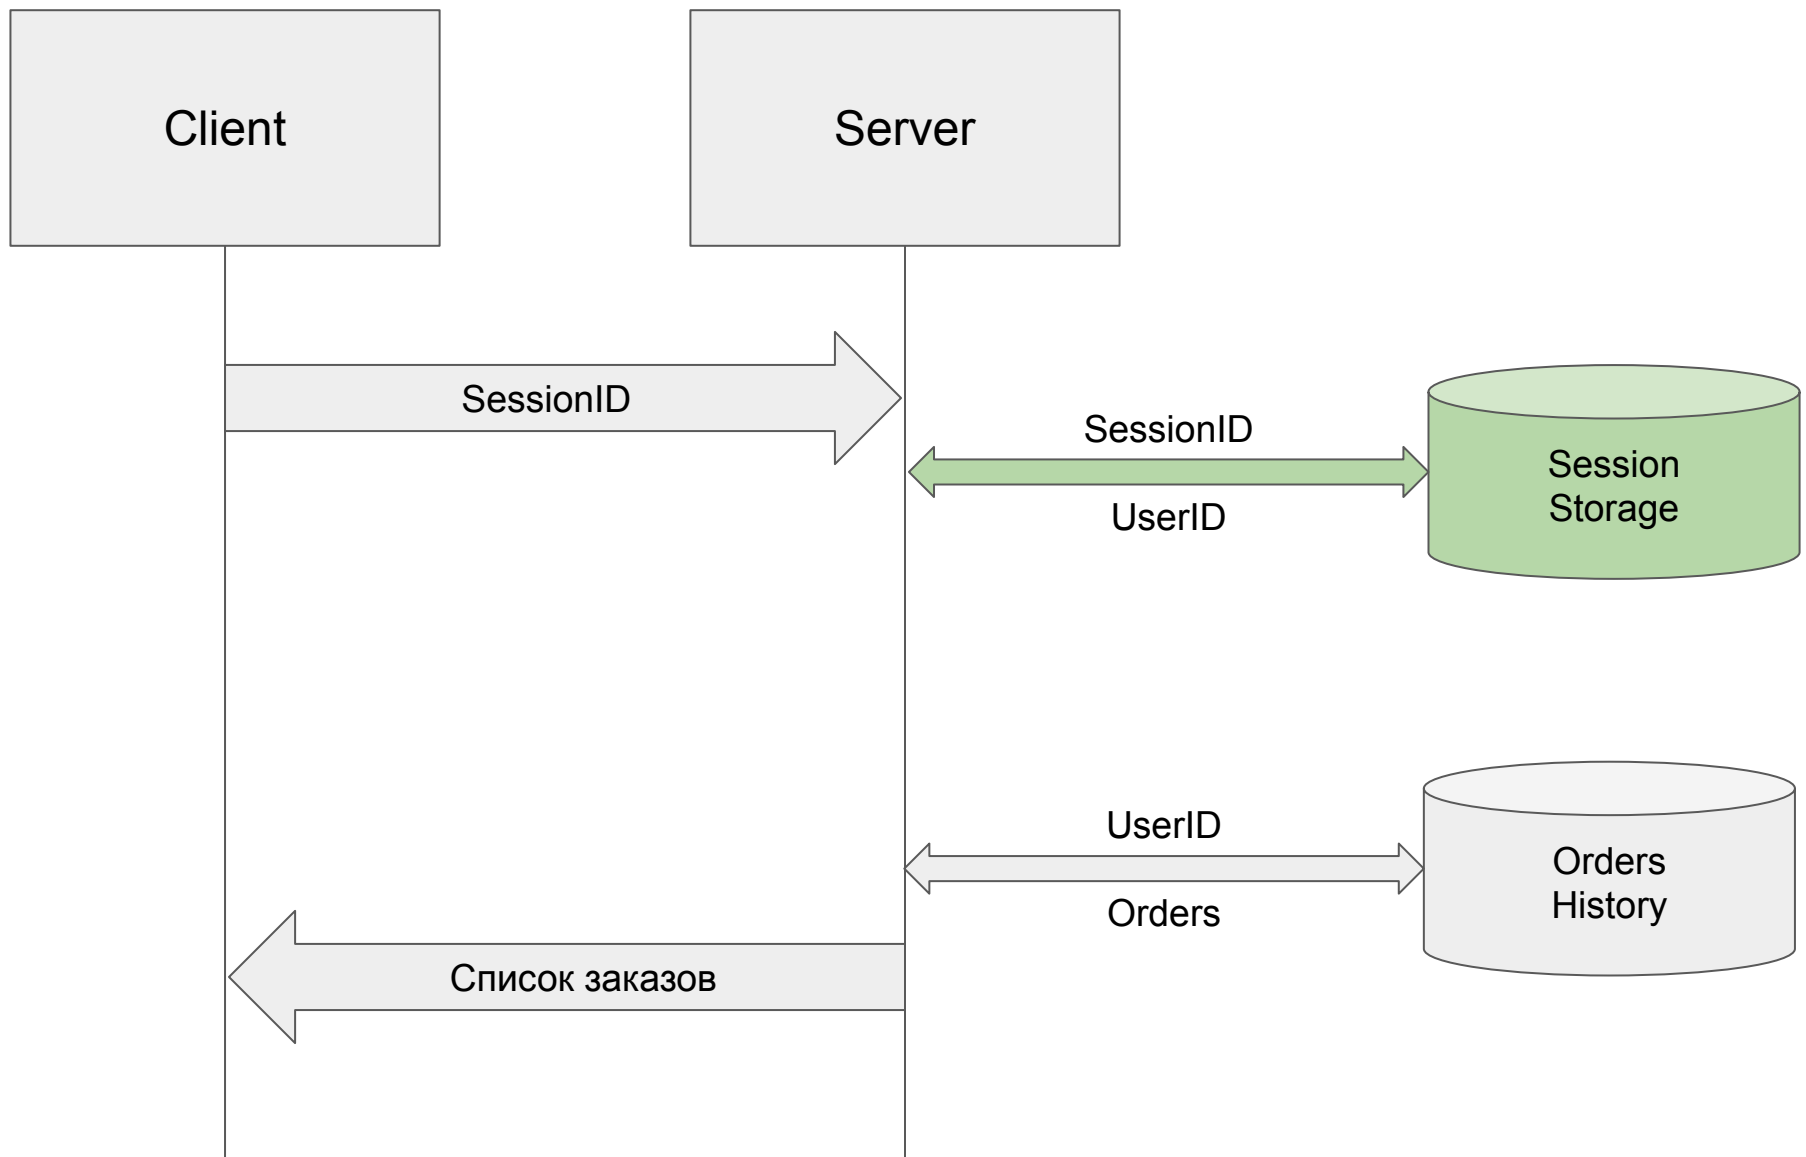 Client
Server
SessionID
SessionID
UserID
Session
Storage
UserID
Orders
Orders
History
Список заказов